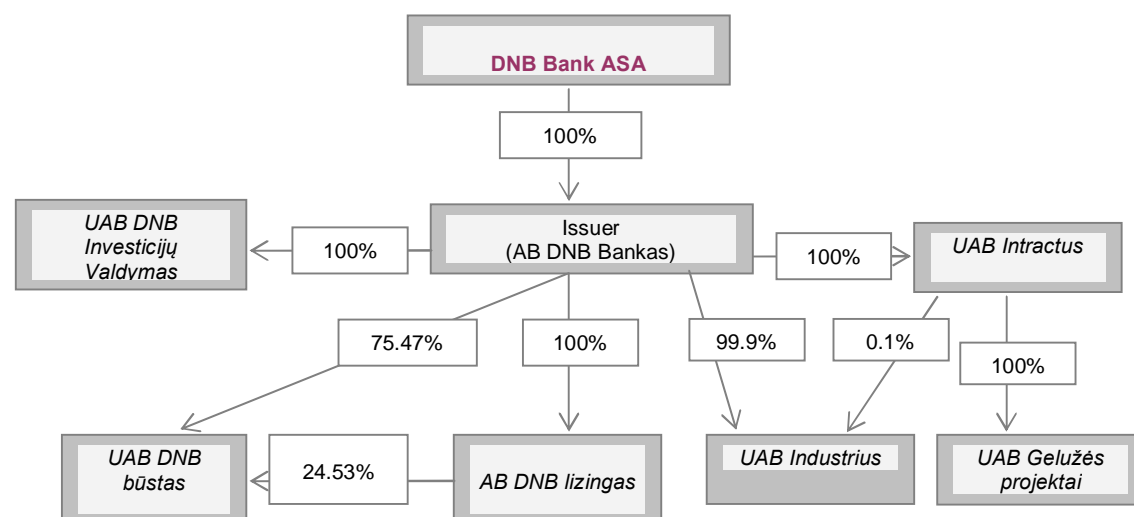 DNB Bank ASA
100%
UAB DNB
Investicijų
Valdymas
100%
Issuer
(AB DNB Bankas)
100%
UAB Intractus
75.47%
100%
99.9%
0.1%
100%
UAB DNB
būstas
24.53%
AB DNB lizingas
UAB Industrius
UAB Gelužės
projektai